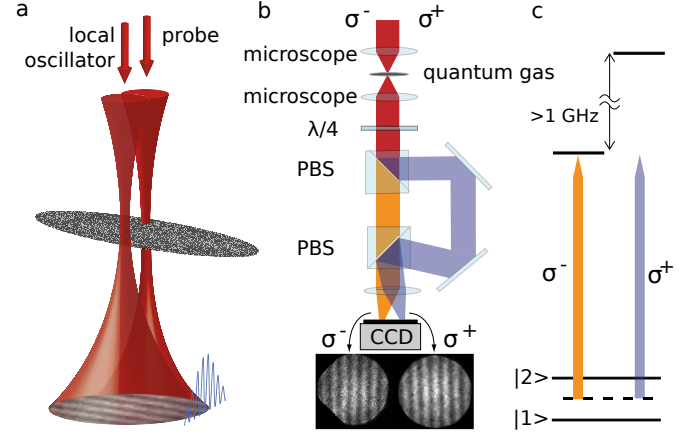 a
local
oscillator
probe
b
σ⁻
σ⁺
microscope
quantum gas
microscope
λ/4
PBS
PBS
σ⁻
CCD
σ⁺
c
>1 GHz
σ⁻
σ⁺
|2>
|1>